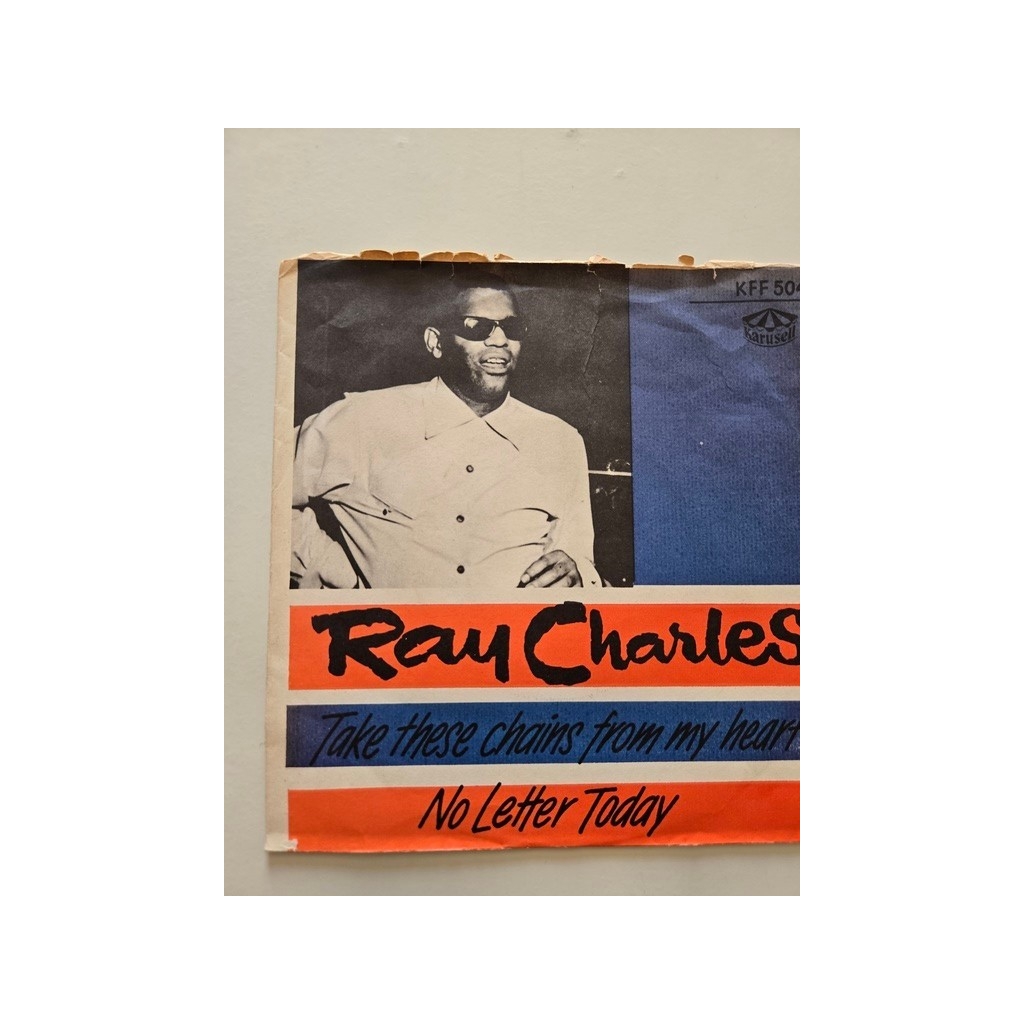 KFF 504
Karusell
Ray Charles
Take these chains from my heart
No Letter Today